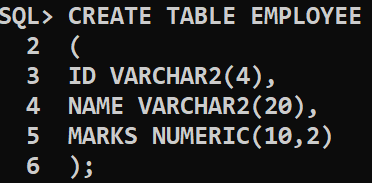 SQL> CREATE TABLE EMPLOYEE
2 (
3 ID VARCHAR2(4),
4 NAME VARCHAR2(20),
5 MARKS NUMERIC(10,2)
6 );